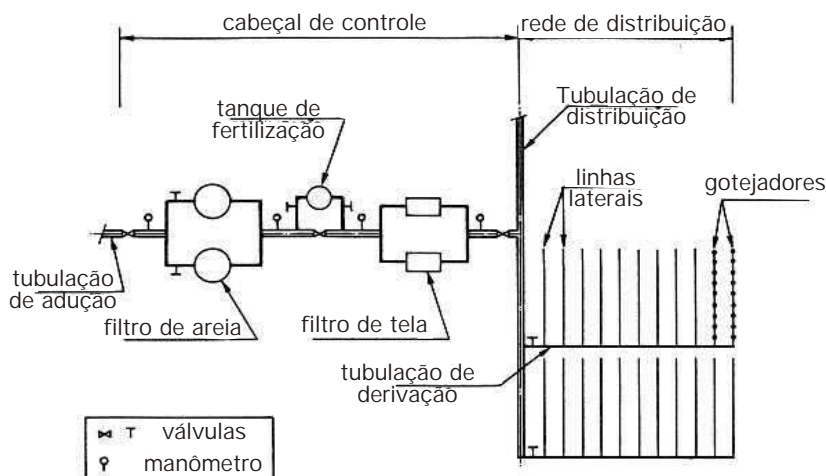 cabeçal de controle
rede de distribuição
tanque de
fertilização
Tubulação de
distribuição
linhas
laterais
gotejadores
tubulação
de adução
filtro de areia
filtro de tela
tubulação de
derivação
válvulas
manômetro